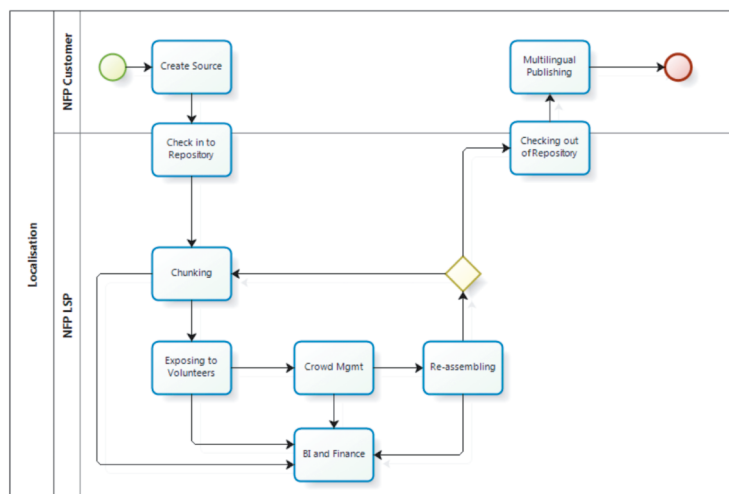 Localisation
NFP Customer
Create Source
Multilingual
Publishing
NFP LSP
Check in to
Repository
Checking out
of Repository
Chunking
Exposing to
Volunteers
Crowd Mgmt
Re-assembling
BI and Finance